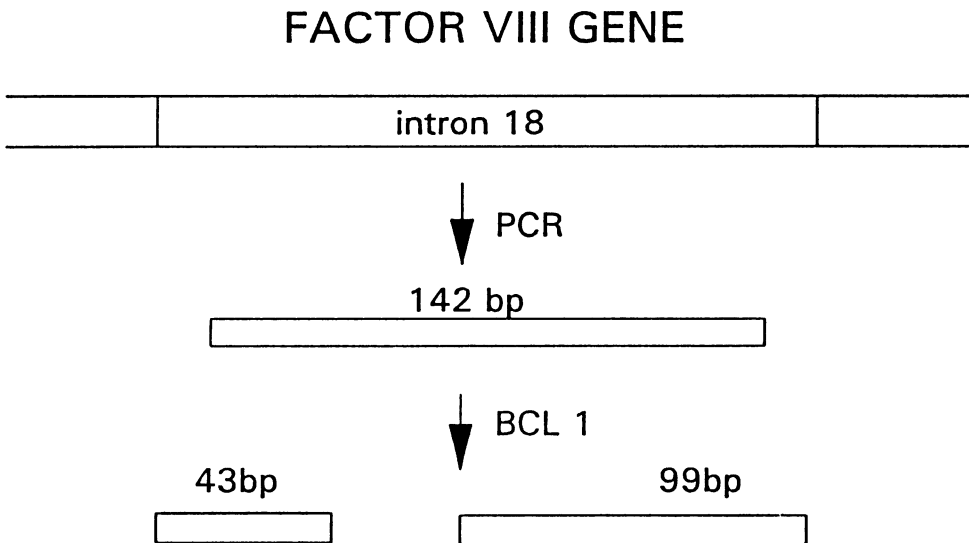 FACTOR VIII GENE
intron 18
PCR
142 bp
BCL 1
43bp
99bp